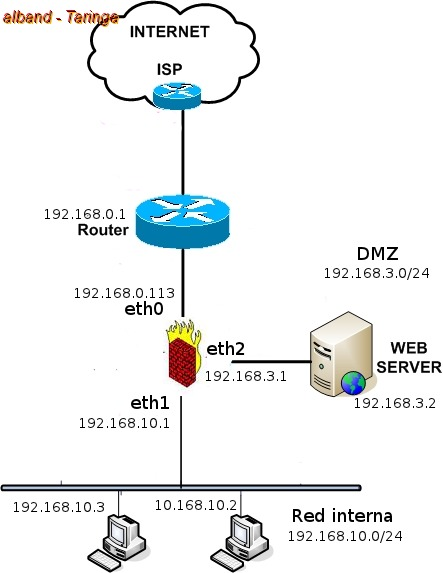 alband - Taringa
INTERNET
ISP
192.168.0.1
Router
DMZ
192.168.3.0/24
192.168.0.113
eth0
eth2
192.168.3.1
WEB
SERVER
192.168.3.2
eth1
192.168.10.1
192.168.10.3
10.168.10.2
Red interna
192.168.10.0/24